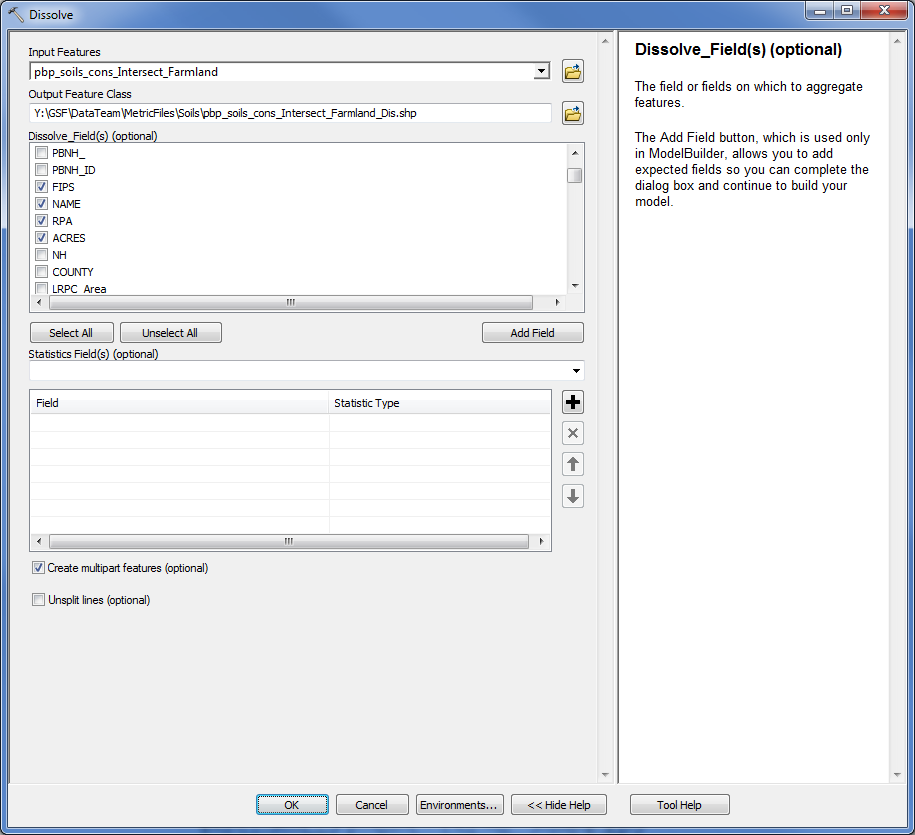 Dissolve
Input Features
pbp_soils_cons_Intersect_Farmland
Output Feature Class
Y:\GSF\DataTeam\MetricFiles\Soils\pbp_soils_cons_Intersect_Farmland_Dis.shp
Dissolve_Field(s) (optional)
PBNH_
PBNH_ID
FIPS
NAME
RPA
ACRES
NH
COUNTY
LRPC_Area
Select All
Unselect All
Add Field
Statistics Field(s) (optional)
Field
Statistic Type
Create multipart features (optional)
Unsplit lines (optional)
OK
Cancel
Environments...
<< Hide Help
Tool Help
Dissolve_Field(s) (optional)
The field or fields on which to aggregate
features.
The Add Field button, which is used only
in ModelBuilder, allows you to add
expected fields so you can complete the
dialog box and continue to build your
model.